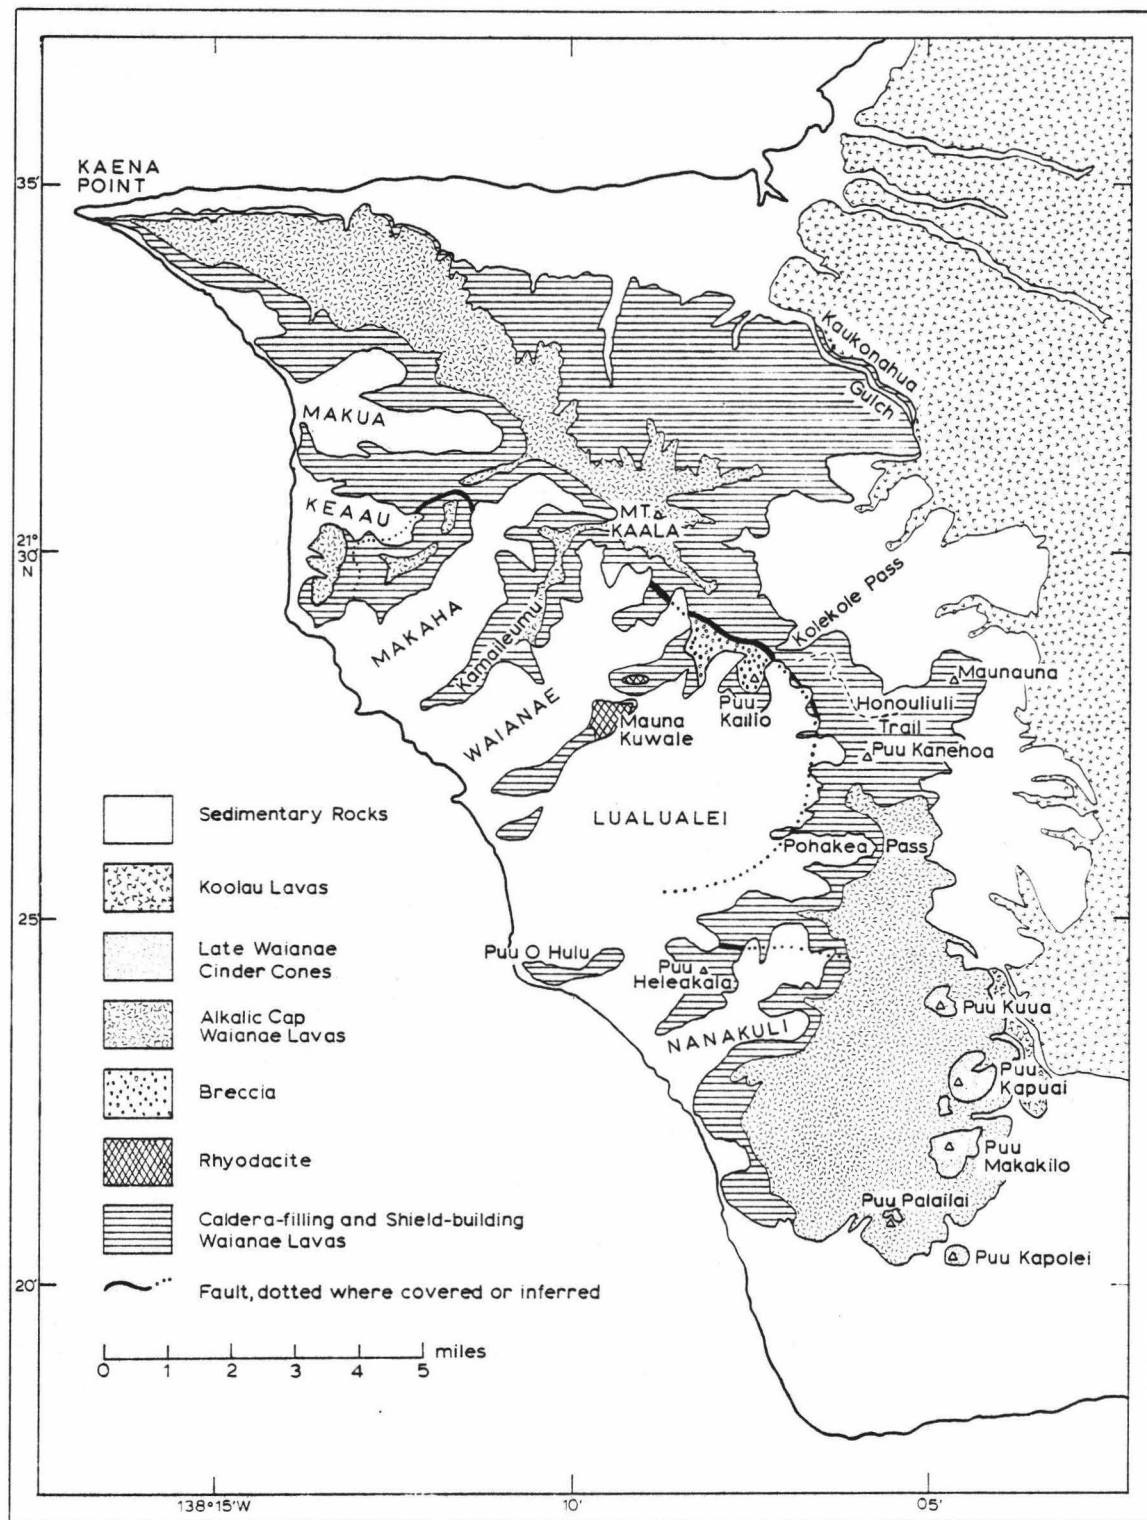 KAENA
POINT
35'
Kaukonahua
Gulch
MAKUA
KEAAU
MT.
KAALA
21°
30'
N
Kolekole Pass
MAKAHA
Kamaileumu
Maunauna
Puu
Kailio
Honouliuli
Trail
Mauna
Kuwale
WAIANAE
Puu Kanehoa
LUALUALEI
Pohakea Pass
Sedimentary Rocks
Koolau Lavas
25'
Late Waianae
Cinder Cones
Puu O Hulu
Puu
Heleakala
Puu Kuua
Alkalic Cap
Waianae Lavas
NANAKULI
Puu
Kapuai
Breccia
Puu
Makakilo
Rhyodacite
Puu Palailai
Caldera-filling and Shield-building
Waianae Lavas
Puu Kapolei
20'
Fault, dotted where covered or inferred
miles
0 1 2 3 4 5
138°15'W 10' 05'